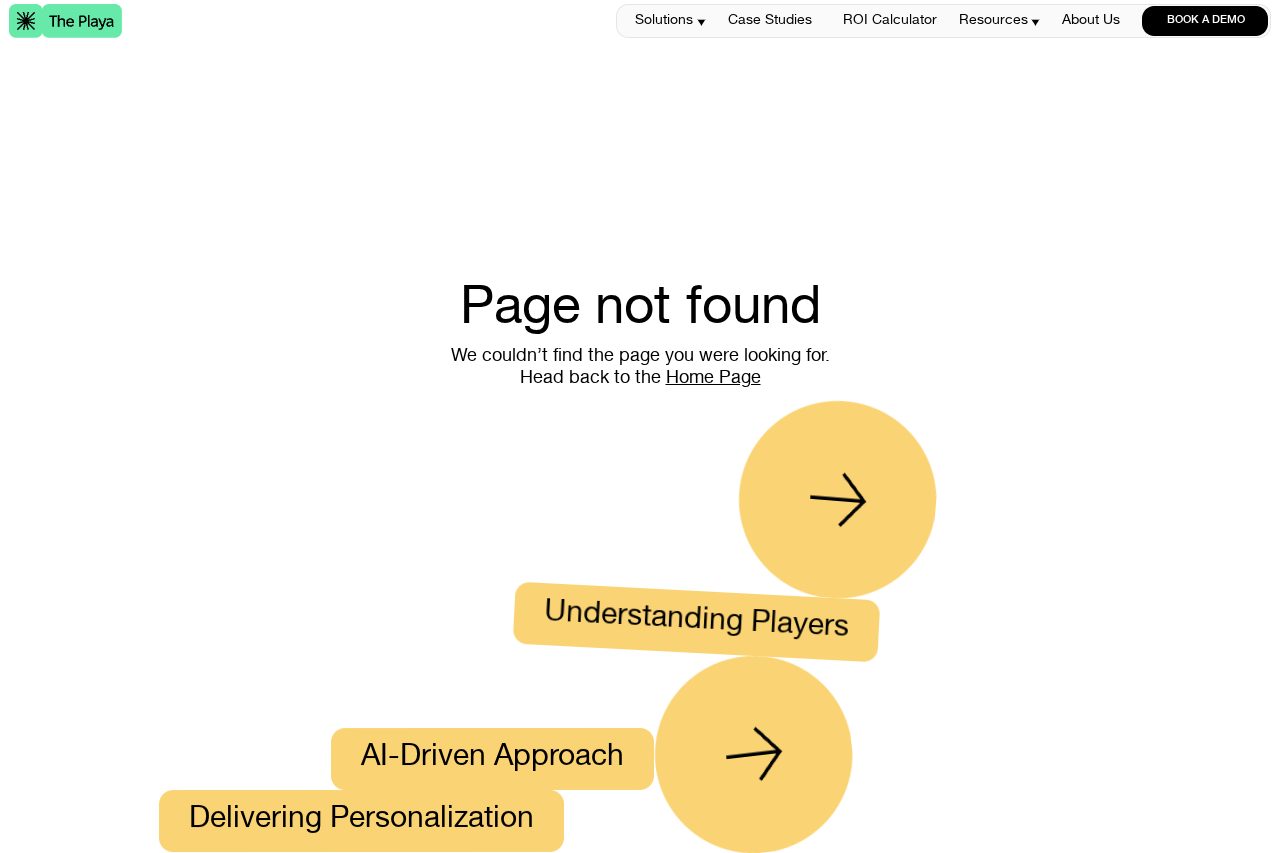 The Playa
Solutions
Case Studies
ROI Calculator
Resources
About Us
BOOK A DEMO
Page not found
We couldn’t find the page you were looking for.
Head back to the Home Page
Understanding Players
AI-Driven Approach
Delivering Personalization